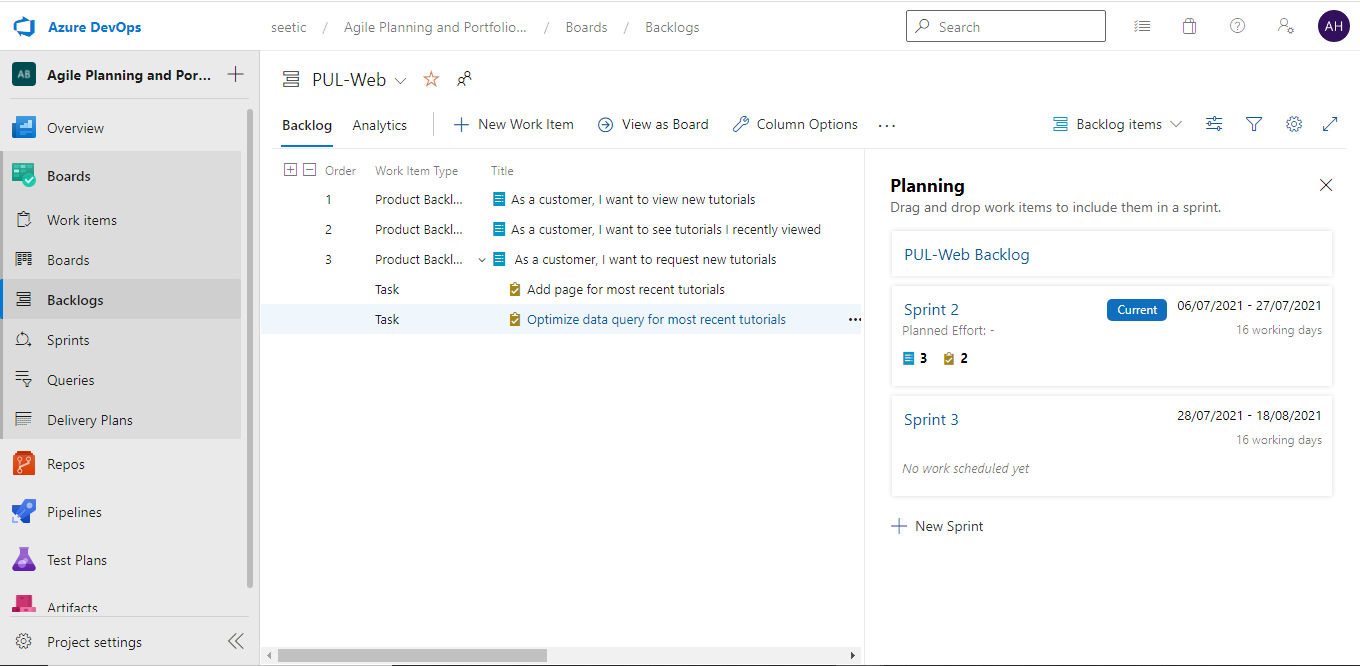 Azure DevOps
seetic / Agile Planning and Portfolio... / Boards / Backlogs
Search
AH
AB Agile Planning and Por...
Overview
Boards
Work items
Boards
Backlogs
Sprints
Queries
Delivery Plans
Repos
Pipelines
Test Plans
Artifacts
Project settings
PUL-Web
Backlog Analytics New Work Item View as Board Column Options ... Backlog items
Order Work Item Type Title
1 Product Backl... As a customer, I want to view new tutorials
2 Product Backl... As a customer, I want to see tutorials I recently viewed
3 Product Backl... As a customer, I want to request new tutorials
Task Add page for most recent tutorials
Task Optimize data query for most recent tutorials ...
Planning
Drag and drop work items to include them in a sprint.
PUL-Web Backlog
Sprint 2 Current 06/07/2021 - 27/07/2021
Planned Effort: - 16 working days
3 2
Sprint 3 28/07/2021 - 18/08/2021
16 working days
No work scheduled yet
New Sprint